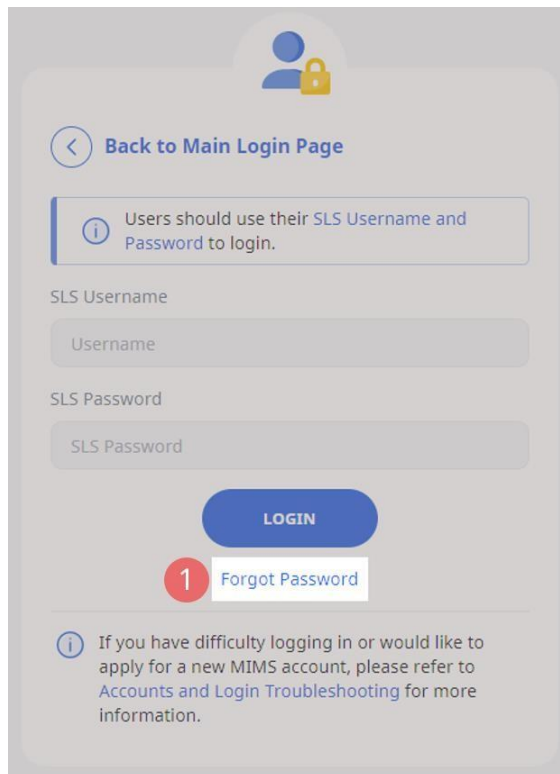 Back to Main Login Page
Users should use their SLS Username and
Password to login.
SLS Username
Username
SLS Password
SLS Password
LOGIN
1 Forgot Password
If you have difficulty logging in or would like to
apply for a new MIMS account, please refer to
Accounts and Login Troubleshooting for more
information.